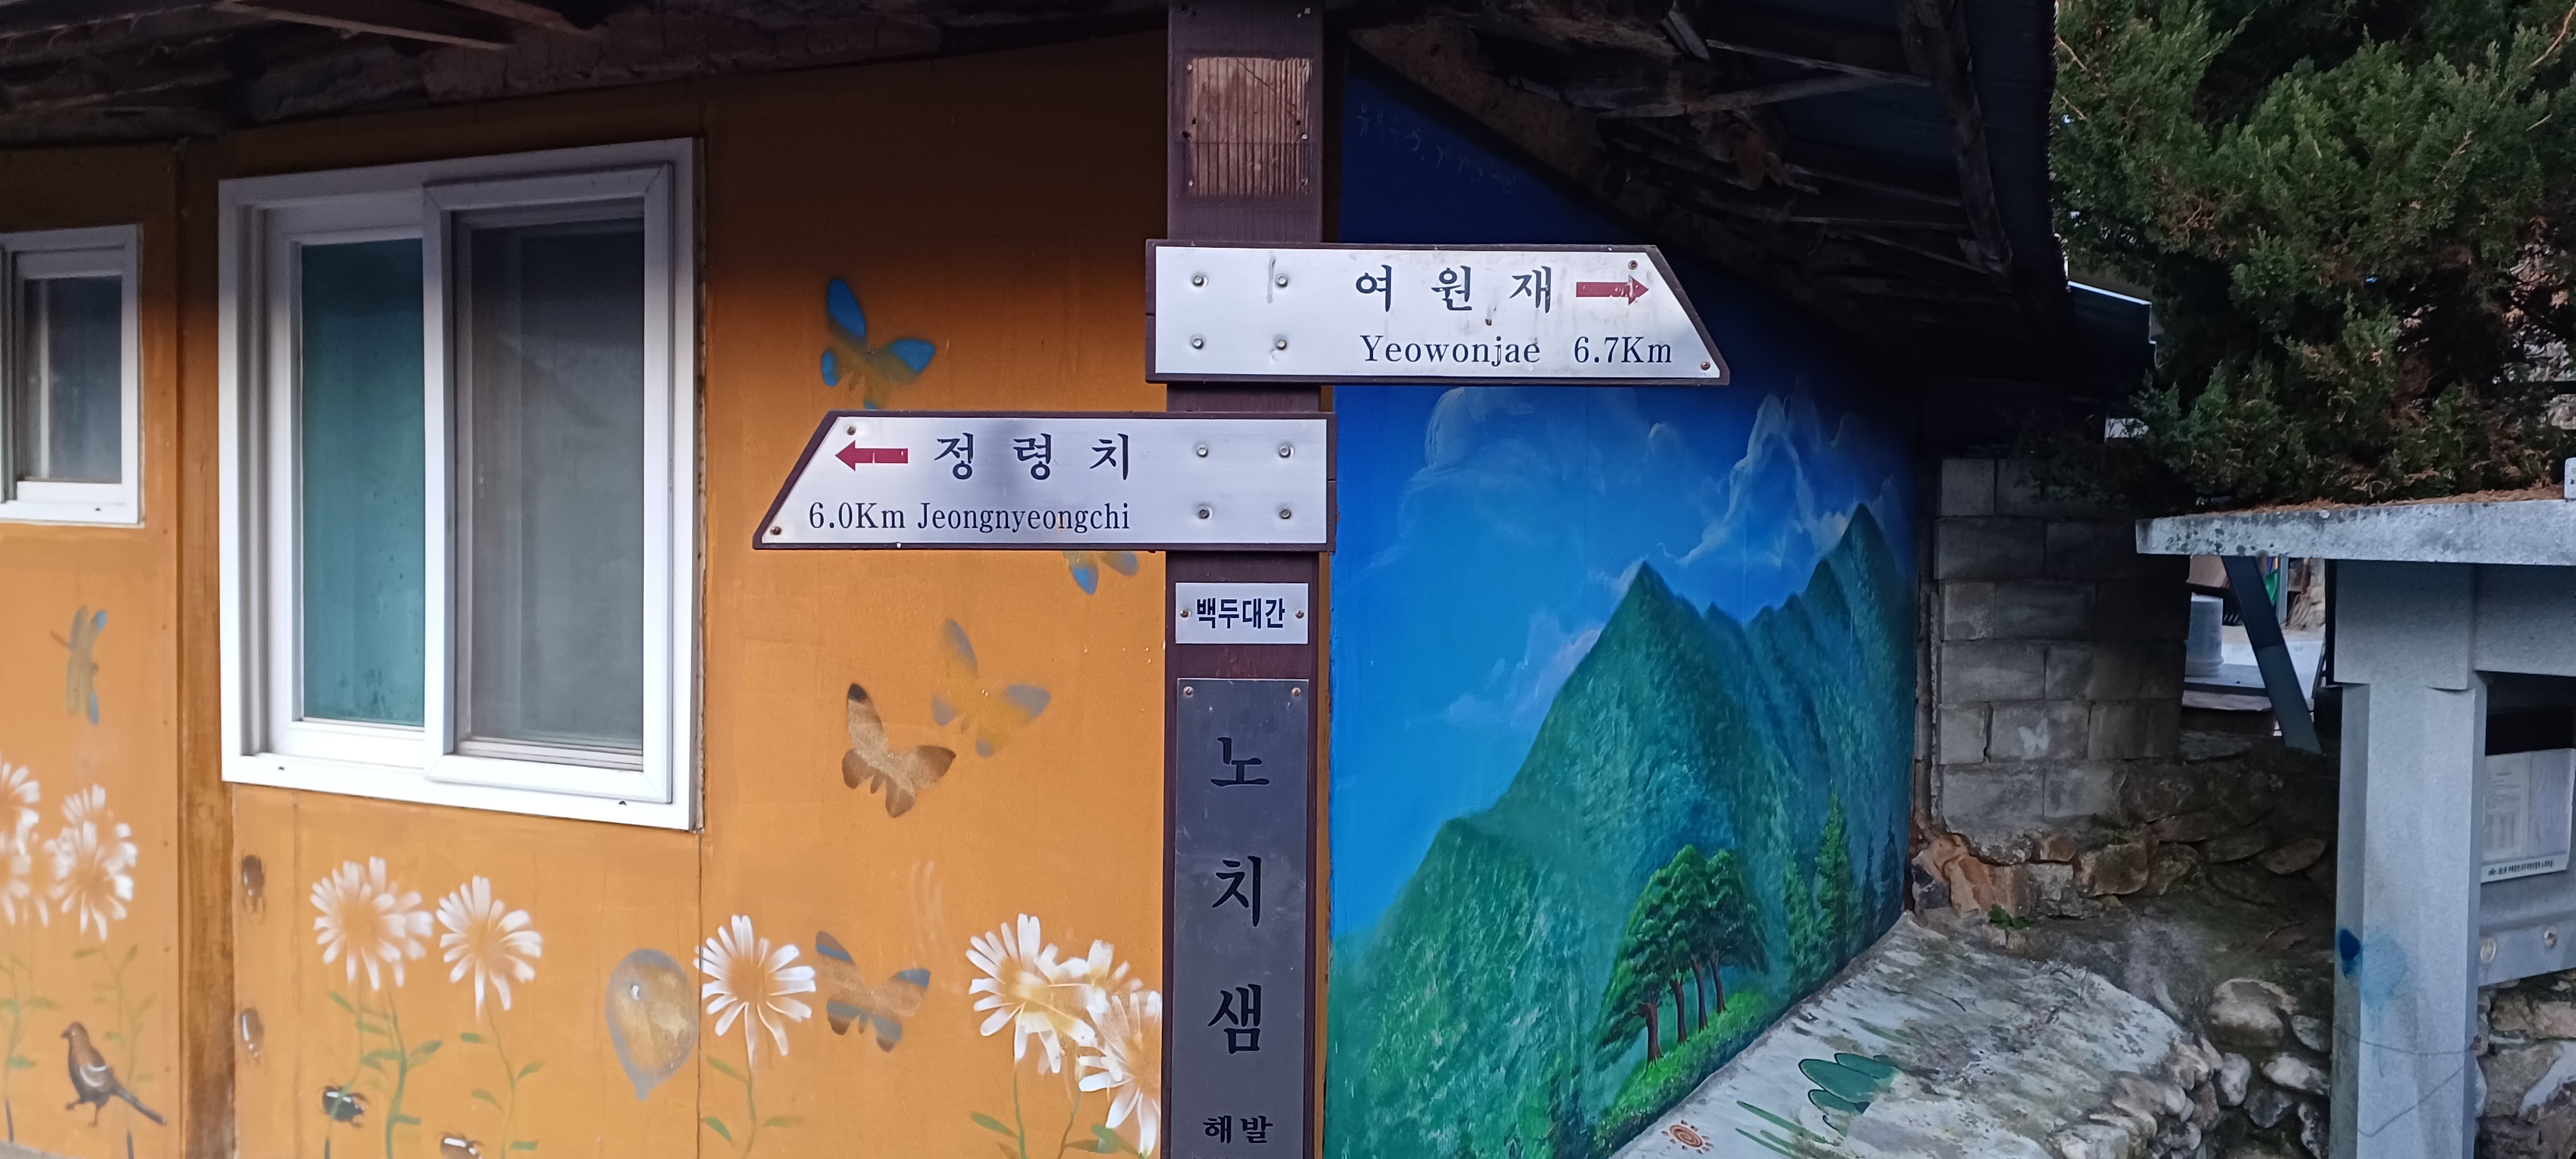 여 원 재
Yeowonjae 6.7Km
정 령 치
6.0Km Jeongnyeongchi
백두대간
노
치
샘
해 발